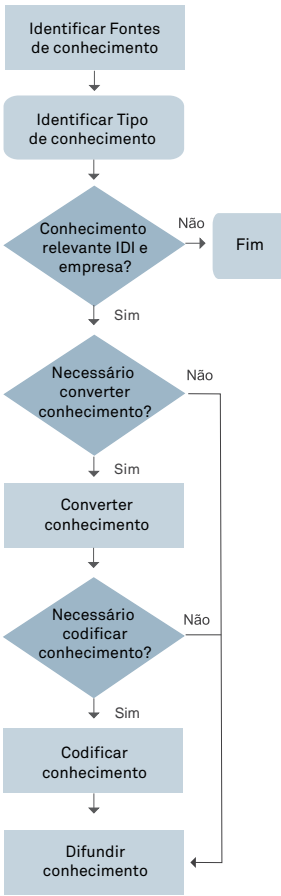 Identificar Fontes
de conhecimento
Identificar Tipo
de conhecimento
Conhecimento
relevante IDI e
empresa?
Não
Fim
Sim
Necessário
converter
conhecimento?
Não
Sim
Converter
conhecimento
Necessário
codificar
conhecimento?
Não
Sim
Codificar
conhecimento
Difundir
conhecimento